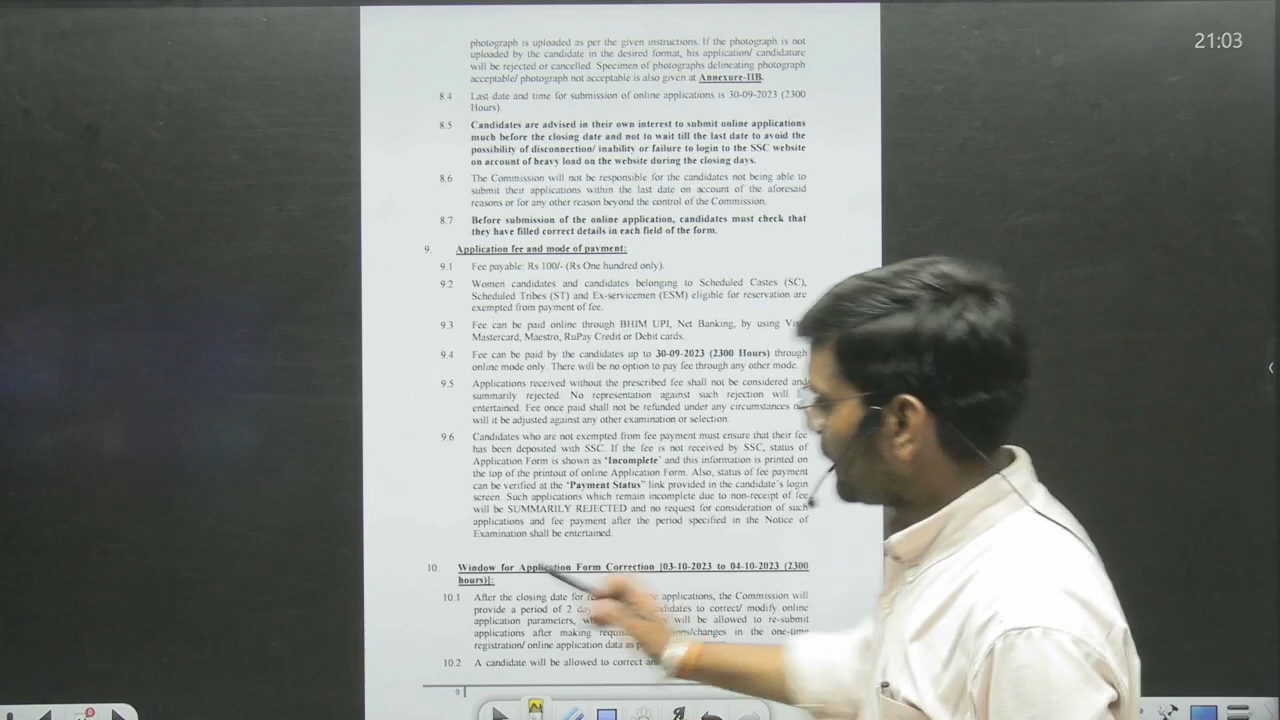 21:03
photograph is uploaded as per the given instructions. If the photograph is not
uploaded by the candidate in the desired format, his application/ candidature
will be rejected or cancelled. Specimen of photographs delineating photograph
acceptable/ photograph not acceptable is also given at Annexure-IIB.
8.4 Last date and time for submission of online applications is 30-09-2023 (2300
Hours).
8.5 Candidates are advised in their own interest to submit online applications
much before the closing date and not to wait till the last date to avoid the
possibility of disconnection/ inability or failure to login to the SSC website
on account of heavy load on the website during the closing days.
8.6 The Commission will not be responsible for the candidates not being able to
submit their applications within the last date on account of the aforesaid
reasons or for any other reason beyond the control of the Commission.
8.7 Before submission of the online application, candidates must check that
they have filled correct details in each field of the form.
9. Application fee and mode of payment:
9.1 Fee payable: Rs 100/- (Rs One hundred only).
9.2 Women candidates and candidates belonging to Scheduled Castes (SC),
Scheduled Tribes (ST) and Ex-servicemen (ESM) eligible for reservation are
exempted from payment of fee.
9.3 Fee can be paid online through BHIM UPI, Net Banking, by using
Mastercard, Maestro, RuPay Credit or Debit cards.
9.4 Fee can be paid by the candidates up to 30-09-2023 (2300 Hours) through
online mode only. There will be no option to pay fee through any other mode.
9.5 Applications received without the prescribed fee shall not be considered and
summarily rejected. No representation against such rejection will
entertained. Fee once paid shall not be refunded under any circumstances
will it be adjusted against any other examination or selection.
9.6 Candidates who are not exempted from fee payment must ensure that their fee
has been deposited with SSC. If the fee is not received by SSC, status of
Application Form is shown as ‘Incomplete’ and this information is printed on
the top of the printout of online Application Form. Also, status of fee payment
can be verified at the ‘Payment Status” link provided in the candidate’s login
screen. Such applications which remain incomplete due to non-receipt of fee
will be SUMMARILY REJECTED and no request for consideration of such
applications and fee payment after the period specified in the Notice of
Examination shall be entertained.
10. Window for Application Form Correction [03-10-2023 to 04-10-2023 (2300
hours)]:
10.1 After the closing date for applications, the Commission will
provide a period of 2 to correct/ modify online
application parameters, will be allowed to re-submit
applications after making in the one-time
registration/ online application data as
10.2 A candidate will be allowed to correct
9